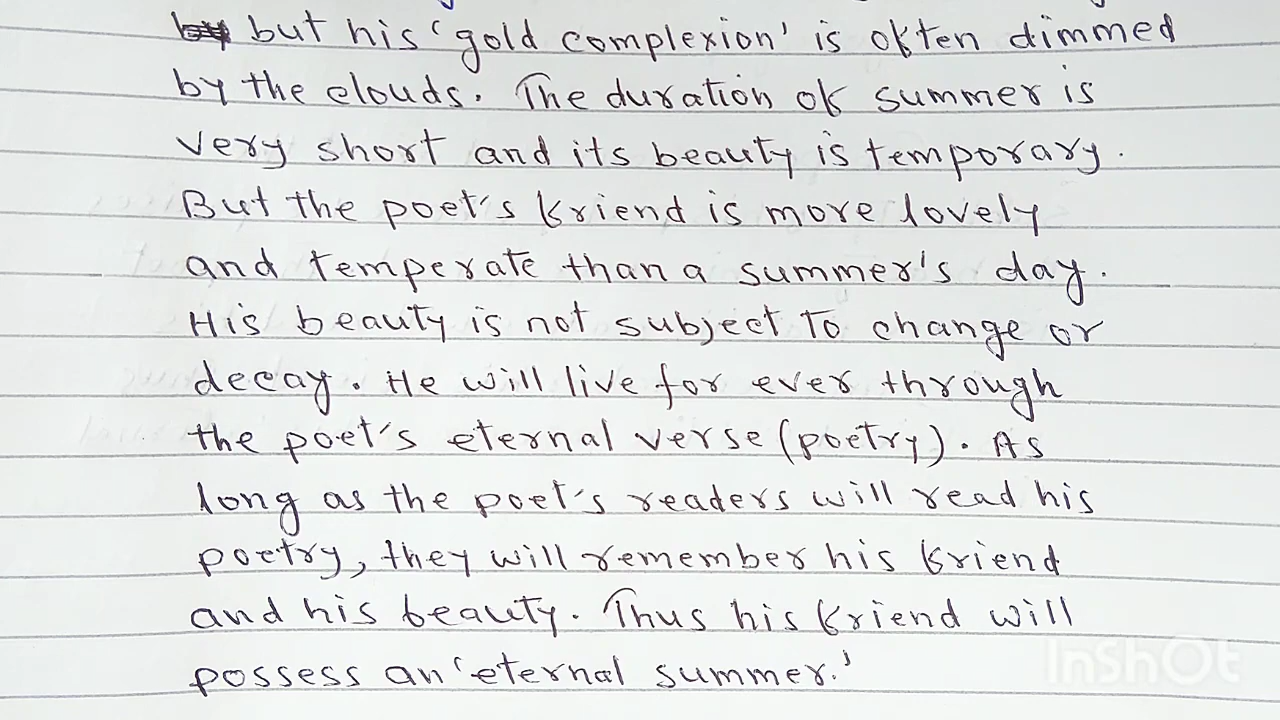 but his 'gold complexion' is often dimmed
by the clouds. The duration of summer is
very short and its beauty is temporary.
But the poet's friend is more lovely
and temperate than a summer's day.
His beauty is not subject to change or
decay. He will live for ever through
the poet's eternal verse (poetry). As
long as the poet's readers will read his
poetry, they will remember his friend
and his beauty. Thus his friend will
possess an 'eternal summer.'
InShOt